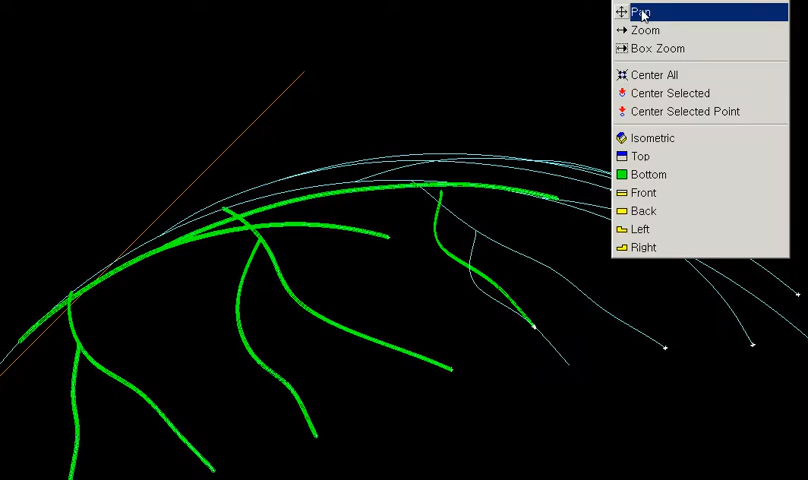 Pan
Zoom
Box Zoom
Center All
Center Selected
Center Selected Point
Isometric
Top
Bottom
Front
Back
Left
Right